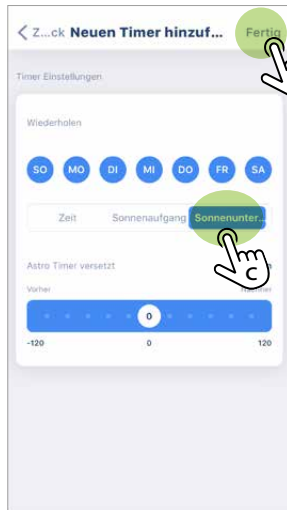 Z...ck Neuen Timer hinzuf... Fertig
Timer Einstellungen
Wiederholen
SO MO DI MI DO FR SA
Zeit Sonnenaufgang Sonnenunter...
Astro Timer versetzt
Vorher Nachher
0
-120 0 120
C